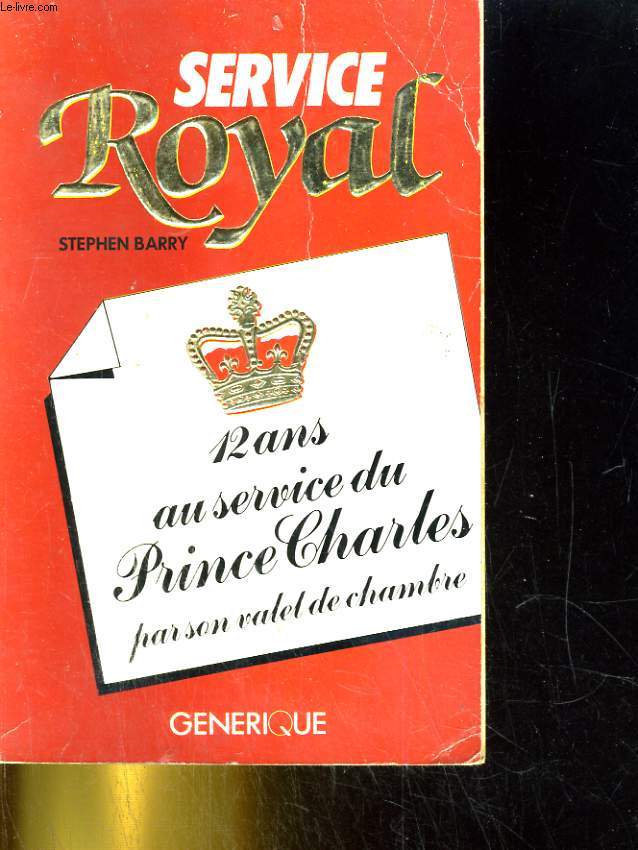 Le-livre.com
SERVICE
Royal
STEPHEN BARRY
12 ans
au service du
Prince Charles
par son valet de chambre
GENERIQUE